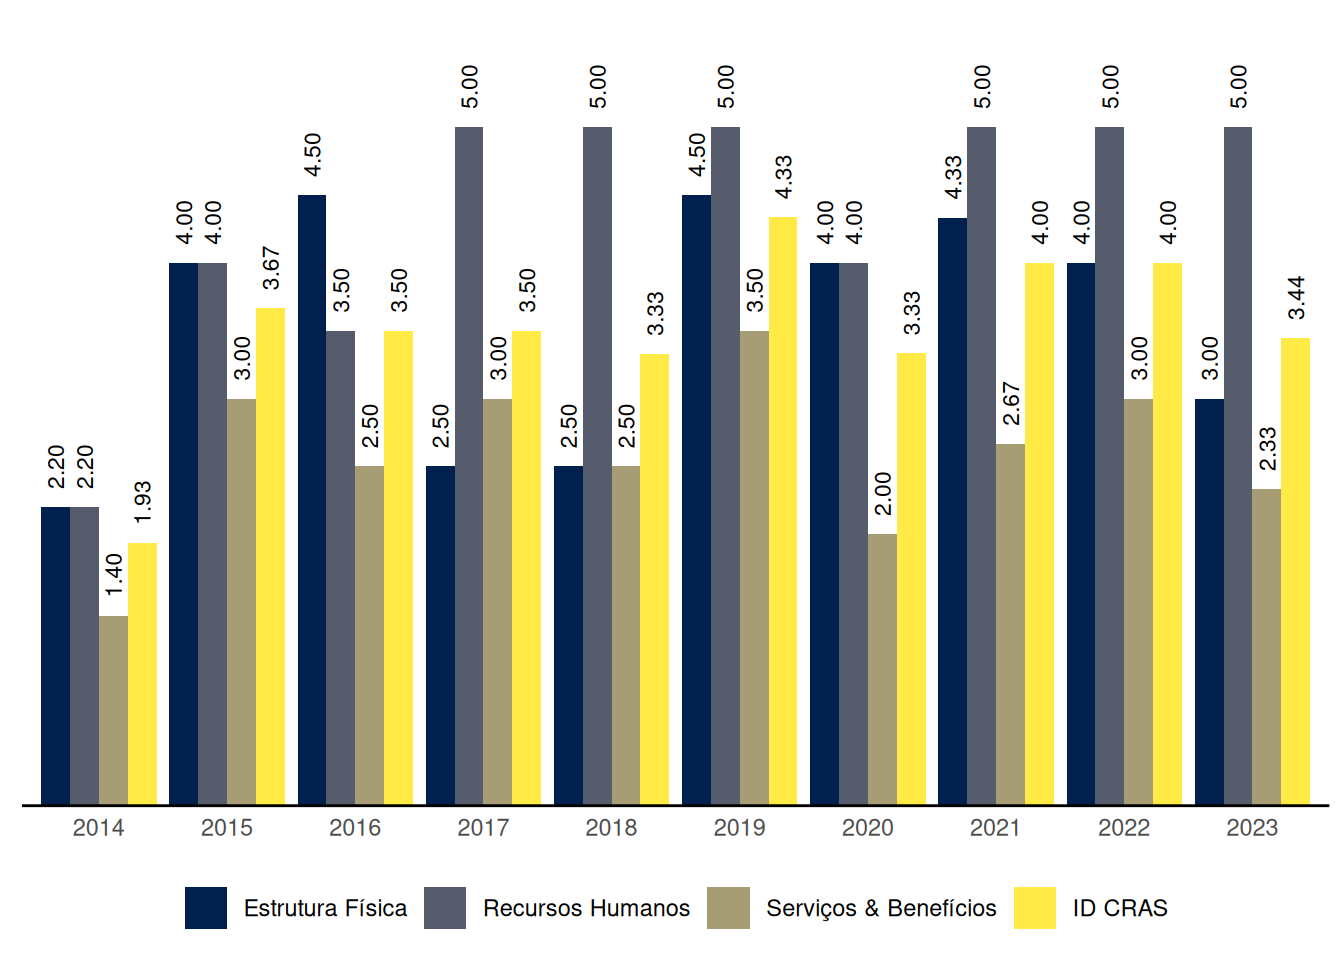 2.20 2.20 1.40 1.93
4.00 4.00 3.00 3.67
4.50 3.50 2.50 3.50
2.50 5.00 3.00 3.50
2.50 5.00 2.50 3.33
4.50 5.00 3.50 4.33
4.00 4.00 2.00 3.33
4.33 5.00 2.67 4.00
4.00 5.00 3.00 4.00
3.00 5.00 2.33 3.44
2014 2015 2016 2017 2018 2019 2020 2021 2022 2023
Estrutura Física Recursos Humanos Serviços & Benefícios ID CRAS